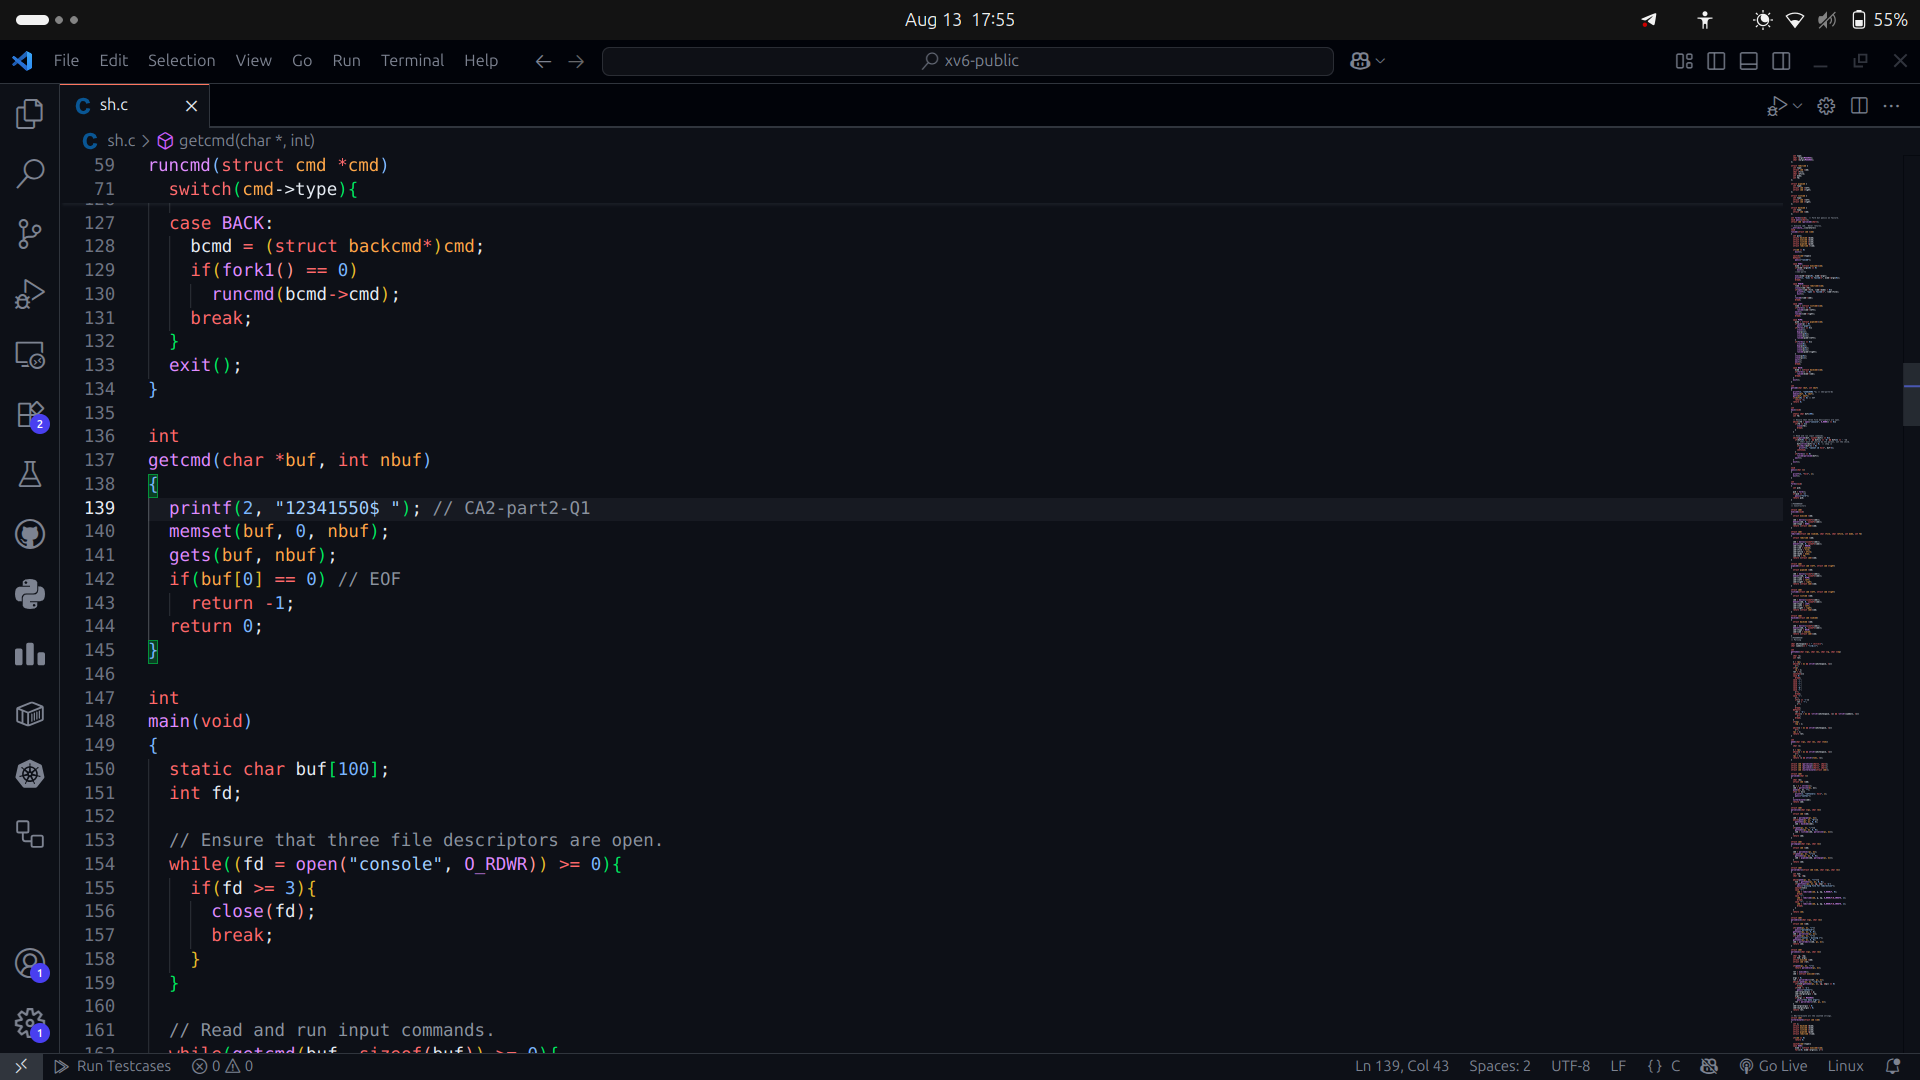 Aug 13 17:55
55%
File Edit Selection View Go Run Terminal Help
xv6-public
C sh.c
C sh.c > getcmd(char *, int)
59 runcmd(struct cmd *cmd)
71 switch(cmd->type){
127 case BACK:
128 bcmd = (struct backcmd*)cmd;
129 if(fork1() == 0)
130 runcmd(bcmd->cmd);
131 break;
132 }
133 exit();
134 }
135
136 int
137 getcmd(char *buf, int nbuf)
138 {
139 printf(2, "12341550$ "); // CA2-part2-Q1
140 memset(buf, 0, nbuf);
141 gets(buf, nbuf);
142 if(buf[0] == 0) // EOF
143 return -1;
144 return 0;
145 }
146
147 int
148 main(void)
149 {
150 static char buf[100];
151 int fd;
152
153 // Ensure that three file descriptors are open.
154 while((fd = open("console", O_RDWR)) >= 0){
155 if(fd >= 3){
156 close(fd);
157 break;
158 }
159 }
160
161 // Read and run input commands.
162 while(getcmd(buf, sizeof(buf)) >= 0){
2
1
1
Run Testcases 0 0
Ln 139, Col 43 Spaces: 2 UTF-8 LF {} C Go Live Linux